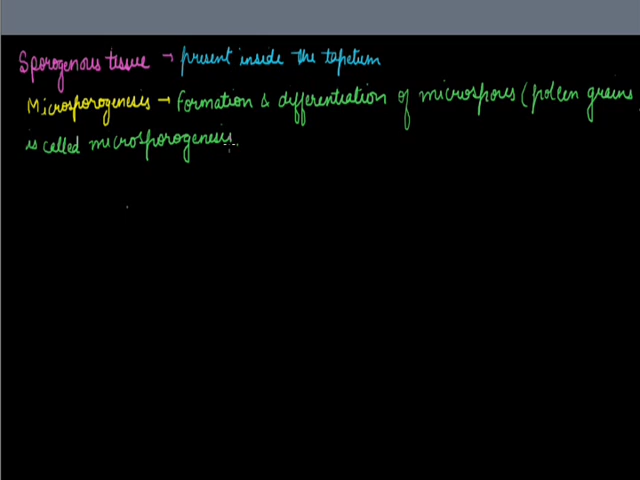 Sporogenous tissue → present inside the tapetum
Microsporogenesis → Formation & differentiation of microspores (pollen grains
is called microsporogenesis.